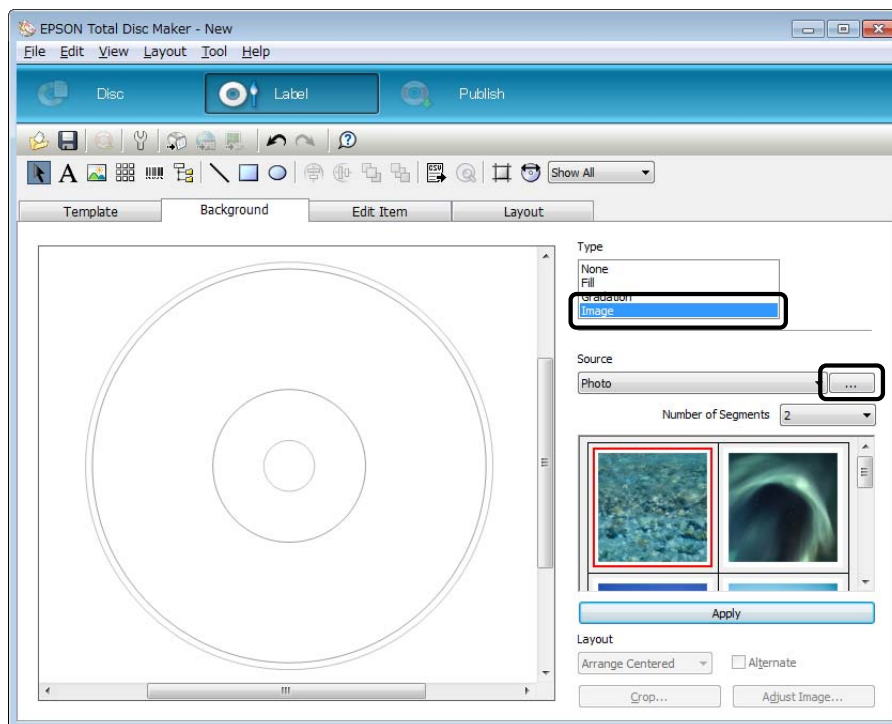 EPSON Total Disc Maker - New
File Edit View Layout Tool Help
Disc Label Publish
A CSV Show All
Template Background Edit Item Layout
Type
None
Fill
Gradation
Image
Source
Photo ...
Number of Segments 2
Apply
Layout
Arrange Centered Alternate
Crop... Adjust Image...